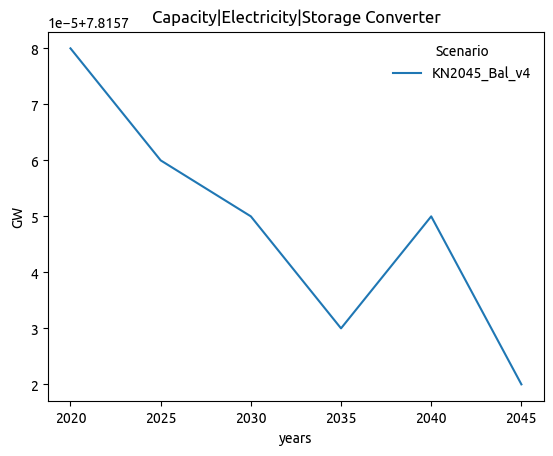 Capacity|Electricity|Storage Converter
1e−5+7.8157
Scenario
KN2045_Bal_v4
8
7
6
5
4
3
2
GW
2020 2025 2030 2035 2040 2045
years